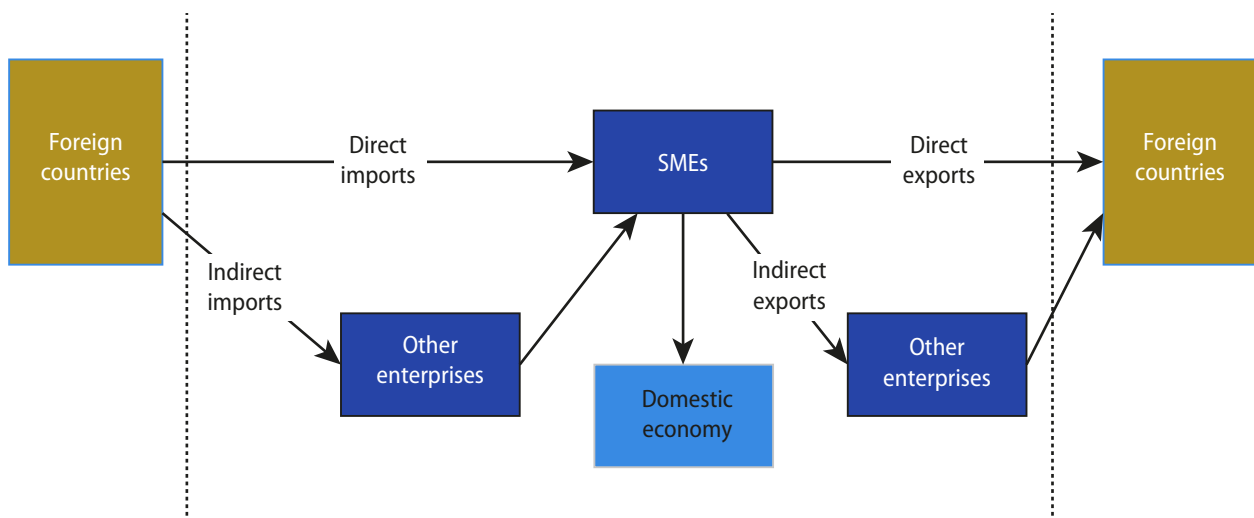 Foreign
countries
Direct
imports
SMEs
Direct
exports
Foreign
countries
Indirect
imports
Indirect
exports
Other
enterprises
Domestic
economy
Other
enterprises